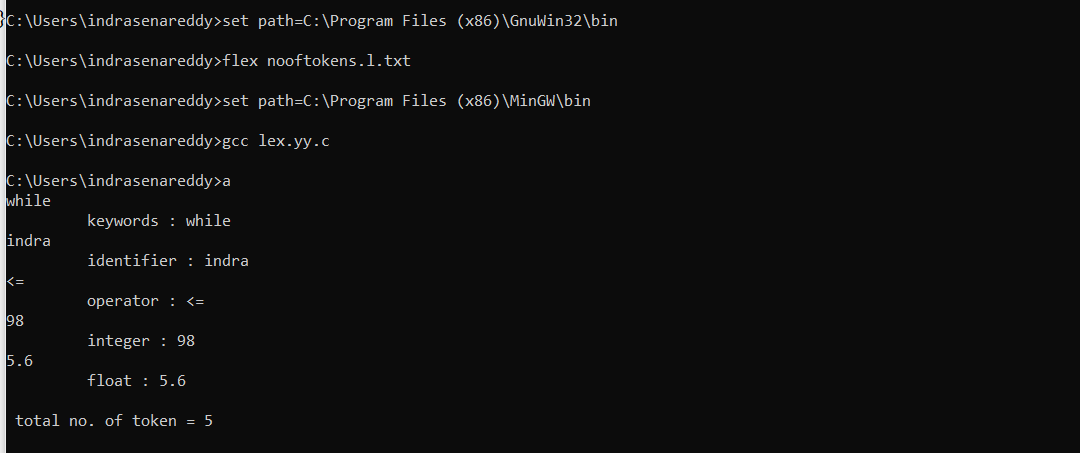 C:\Users\indrasenareddy>set path=C:\Program Files (x86)\GnuWin32\bin
C:\Users\indrasenareddy>flex nooftokens.l.txt
C:\Users\indrasenareddy>set path=C:\Program Files (x86)\MinGW\bin
C:\Users\indrasenareddy>gcc lex.yy.c
C:\Users\indrasenareddy>a
while
keywords : while
indra
identifier : indra
<=
operator : <=
98
integer : 98
5.6
float : 5.6
total no. of token = 5